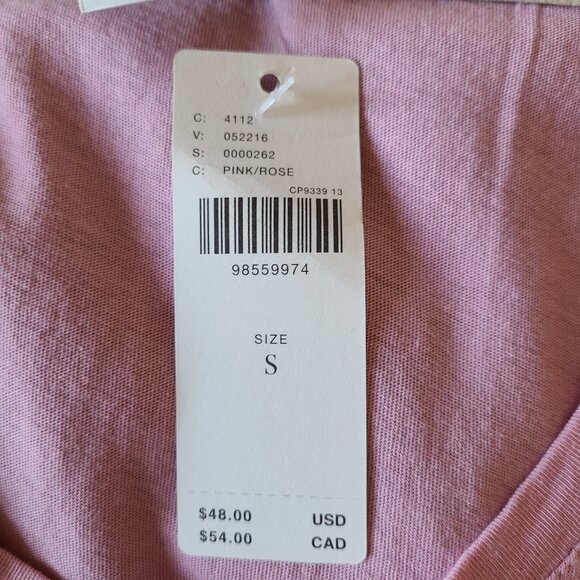 C: 4112
V: 052216
S: 0000262
C: PINK/ROSE
CP9339 13
98559974
SIZE
S
$48.00 USD
$54.00 CAD